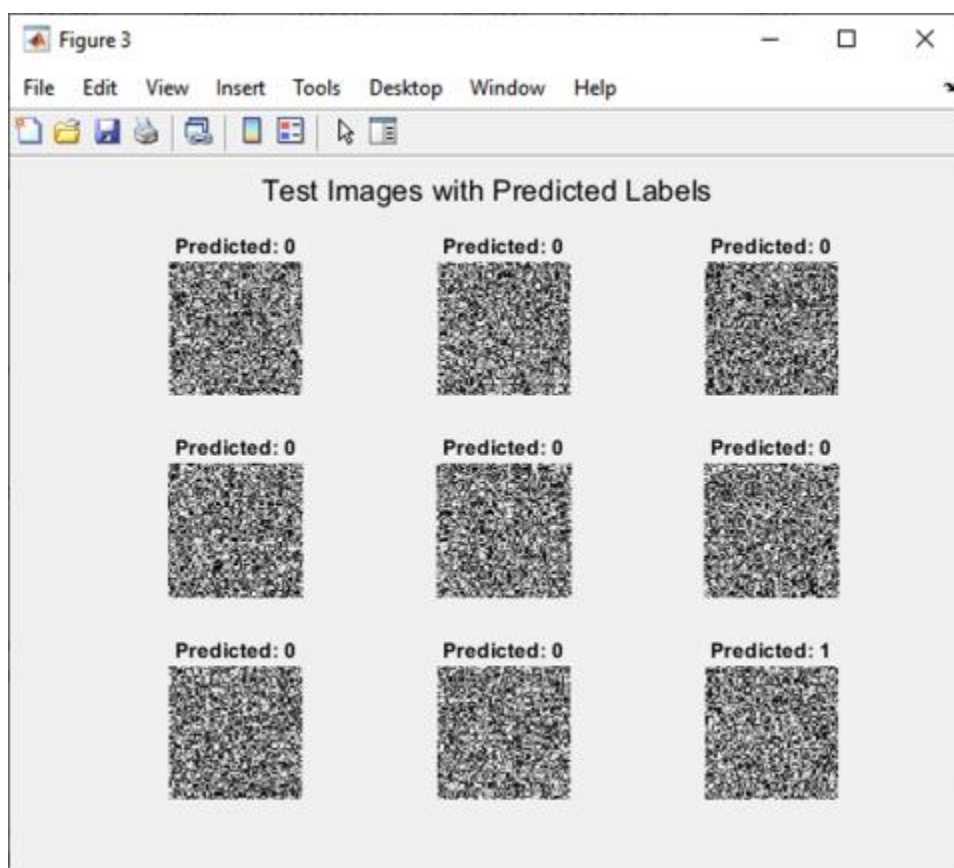 Figure 3
File Edit View Insert Tools Desktop Window Help
Test Images with Predicted Labels
Predicted: 0 Predicted: 0 Predicted: 0
Predicted: 0 Predicted: 0 Predicted: 0
Predicted: 0 Predicted: 0 Predicted: 1